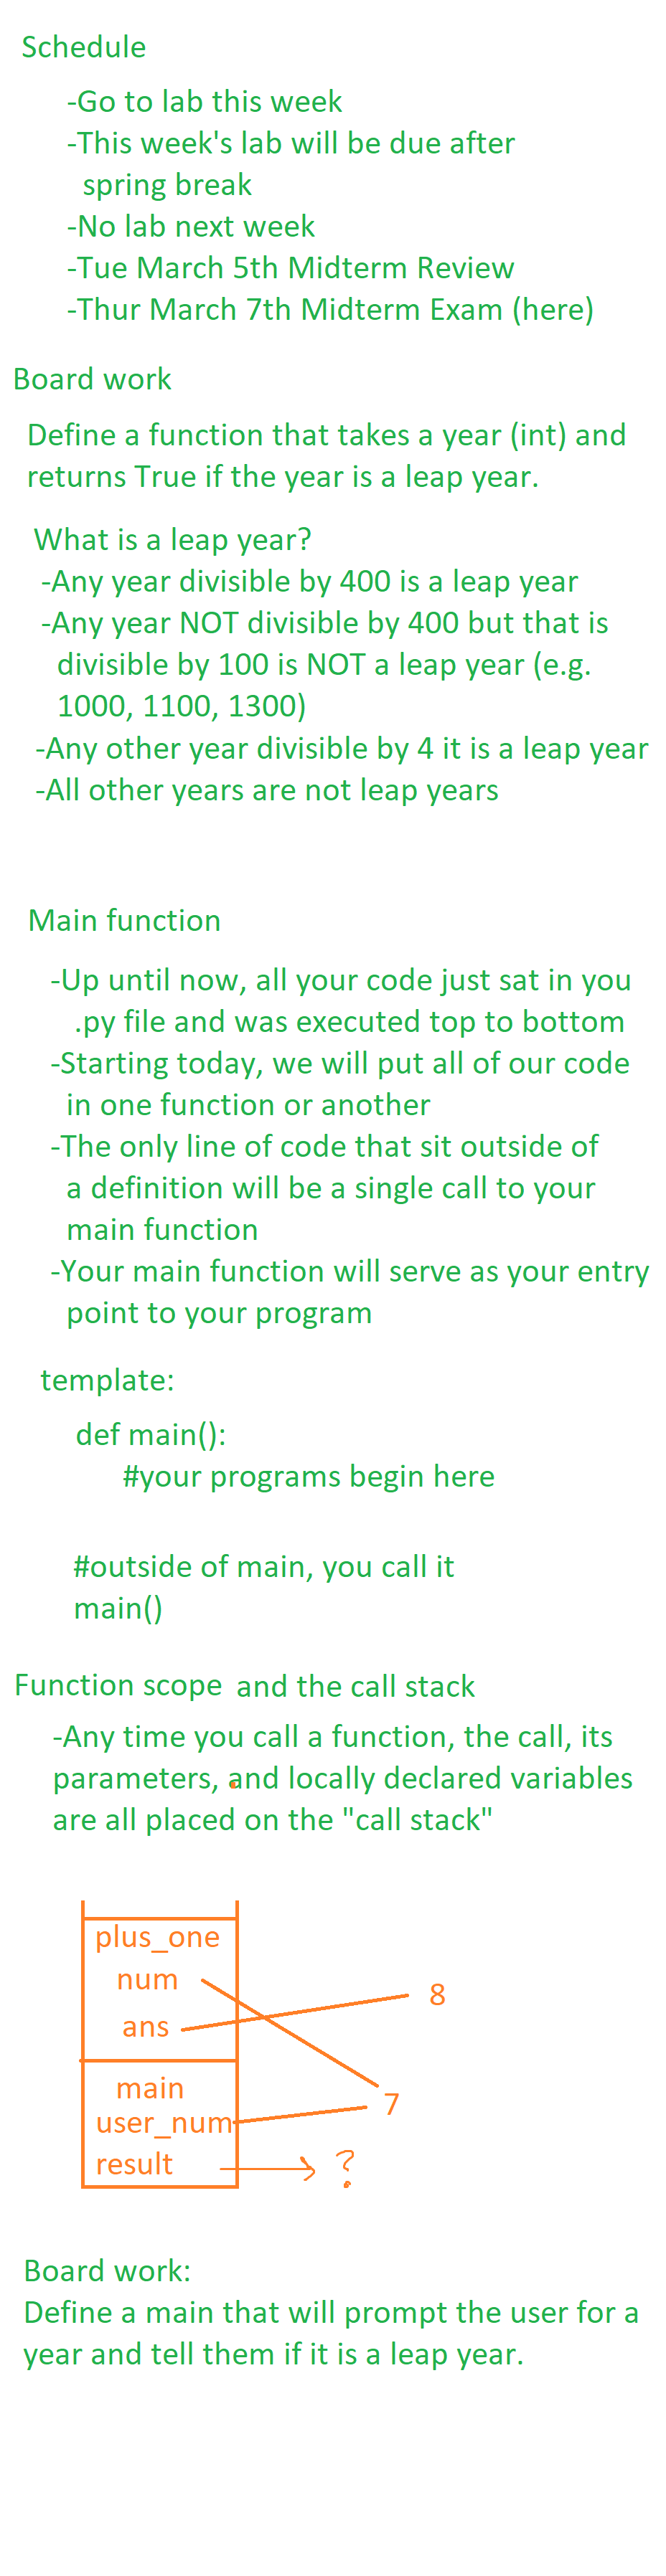 Schedule
-Go to lab this week
-This week's lab will be due after
spring break
-No lab next week
-Tue March 5th Midterm Review
-Thur March 7th Midterm Exam (here)
Board work
Define a function that takes a year (int) and
returns True if the year is a leap year.
What is a leap year?
-Any year divisible by 400 is a leap year
-Any year NOT divisible by 400 but that is
divisible by 100 is NOT a leap year (e.g.
1000, 1100, 1300)
-Any other year divisible by 4 it is a leap year
-All other years are not leap years
Main function
-Up until now, all your code just sat in you
.py file and was executed top to bottom
-Starting today, we will put all of our code
in one function or another
-The only line of code that sit outside of
a definition will be a single call to your
main function
-Your main function will serve as your entry
point to your program
template:
def main():
#your programs begin here
#outside of main, you call it
main()
Function scope and the call stack
-Any time you call a function, the call, its
parameters, and locally declared variables
are all placed on the "call stack"
plus_one
num
8
ans
main
7
user_num
result
?
Board work:
Define a main that will prompt the user for a
year and tell them if it is a leap year.